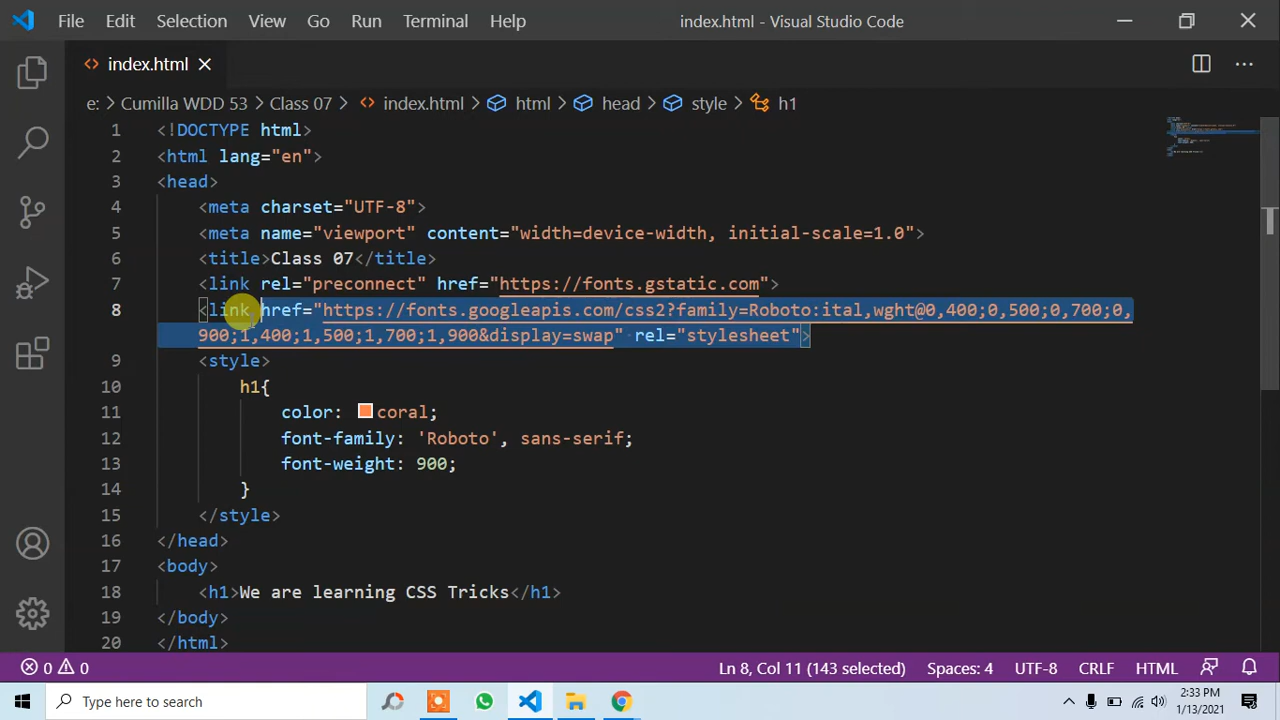 File Edit Selection View Go Run Terminal Help index.html - Visual Studio Code
index.html
e: > Cumilla WDD 53 > Class 07 > index.html > html > head > style > h1
1 <!DOCTYPE html>
2 <html lang="en">
3 <head>
4 <meta charset="UTF-8">
5 <meta name="viewport" content="width=device-width, initial-scale=1.0">
6 <title>Class 07</title>
7 <link rel="preconnect" href="https://fonts.gstatic.com">
8 <link href="https://fonts.googleapis.com/css2?family=Roboto:ital,wght@0,400;0,500;0,700;0,
900;1,400;1,500;1,700;1,900&display=swap" rel="stylesheet">
9 <style>
10 h1{
11 color: coral;
12 font-family: 'Roboto', sans-serif;
13 font-weight: 900;
14 }
15 </style>
16 </head>
17 <body>
18 <h1>We are learning CSS Tricks</h1>
19 </body>
20 </html>
0 0 Ln 8, Col 11 (143 selected) Spaces: 4 UTF-8 CRLF HTML
Type here to search
2:33 PM
1/13/2021